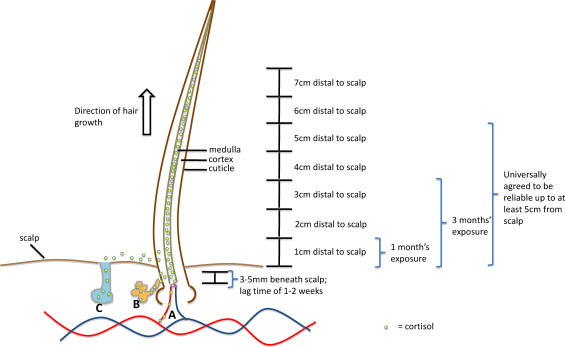 7cm distal to scalp
6cm distal to scalp
Direction of hair
growth
5cm distal to scalp
medulla
cortex
cuticle
4cm distal to scalp
3cm distal to scalp
2cm distal to scalp
1cm distal to scalp
Universally
agreed to be
reliable up to at
least 5cm from
scalp
3 months'
exposure
1 month's
exposure
scalp
3-5mm beneath scalp;
lag time of 1-2 weeks
C
B
A
= cortisol